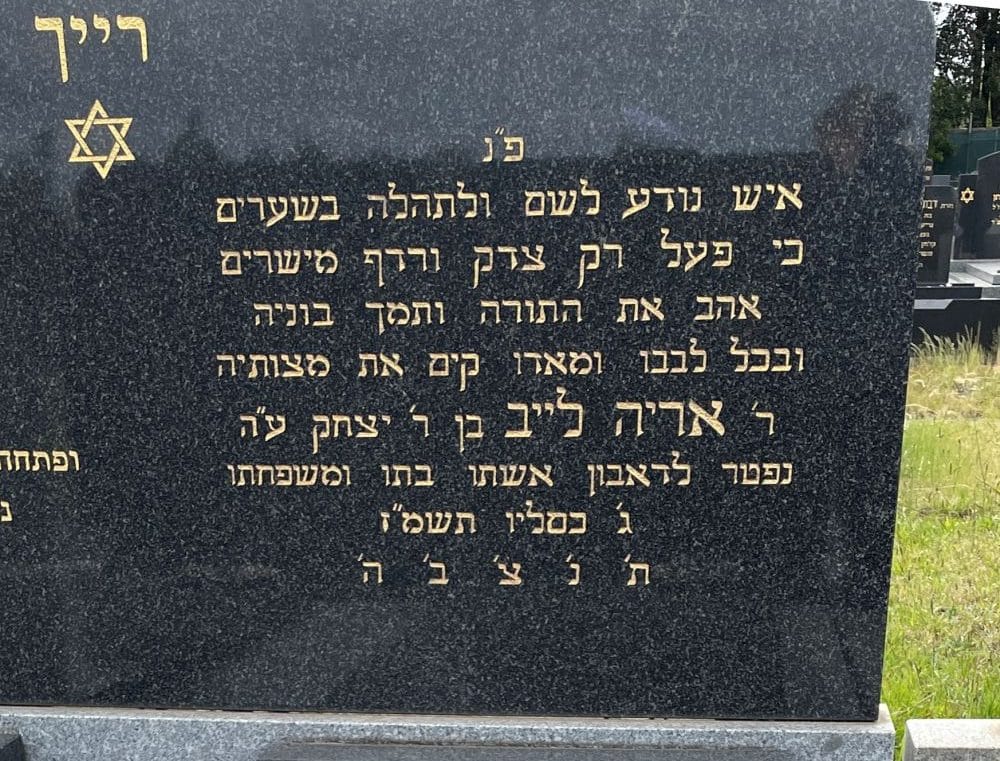 רייך
פ"נ
איש נודע לשם ולתהלה בשערים
כי פעל רק צדק ורדף מישרים
אהב את התורה ותמך בוניה
ובכל לבבו ומאדו קים את מצותיה
ר' אריה לייב בן ר' יצחק ע"ה
נפטר לדאבון אשתו בתו ומשפחתו
ג' כסליו תשמ"ז
ת' נ' צ' ב' ה'
ופתחה